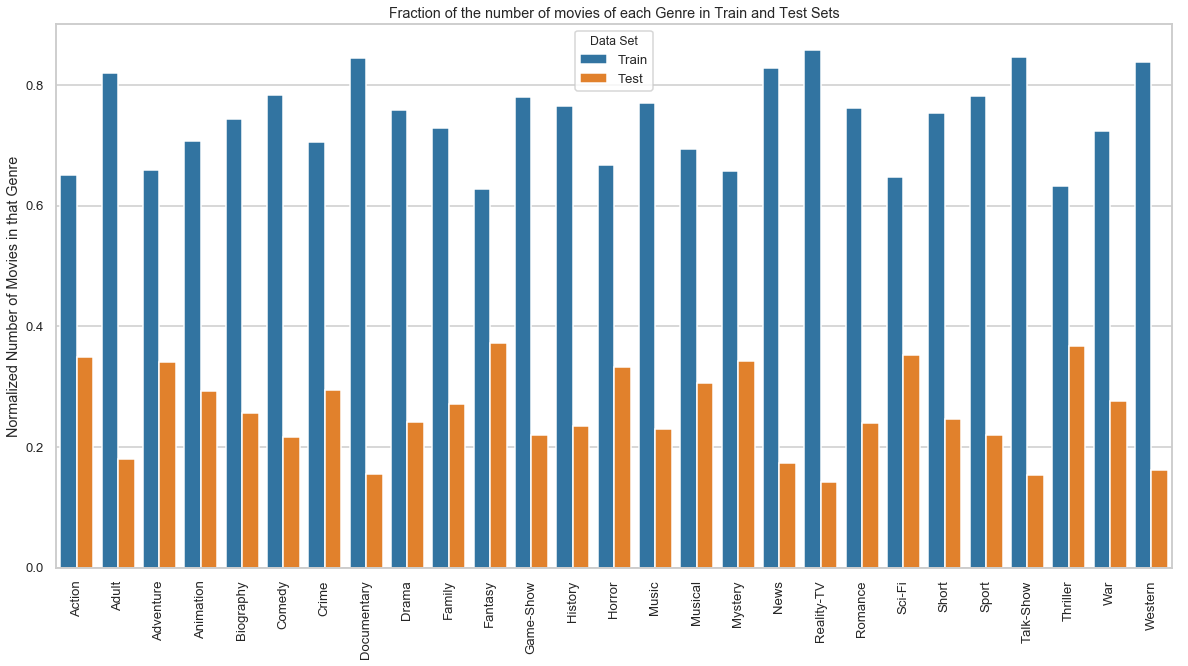 Fraction of the number of movies of each Genre in Train and Test Sets
Data Set
Train
Test
Normalized Number of Movies in that Genre
0.8
0.6
0.4
0.2
0.0
Action
Adult
Adventure
Animation
Biography
Comedy
Crime
Documentary
Drama
Family
Fantasy
Game-Show
History
Horror
Music
Musical
Mystery
News
Reality-TV
Romance
Sci-Fi
Short
Sport
Talk-Show
Thriller
War
Western